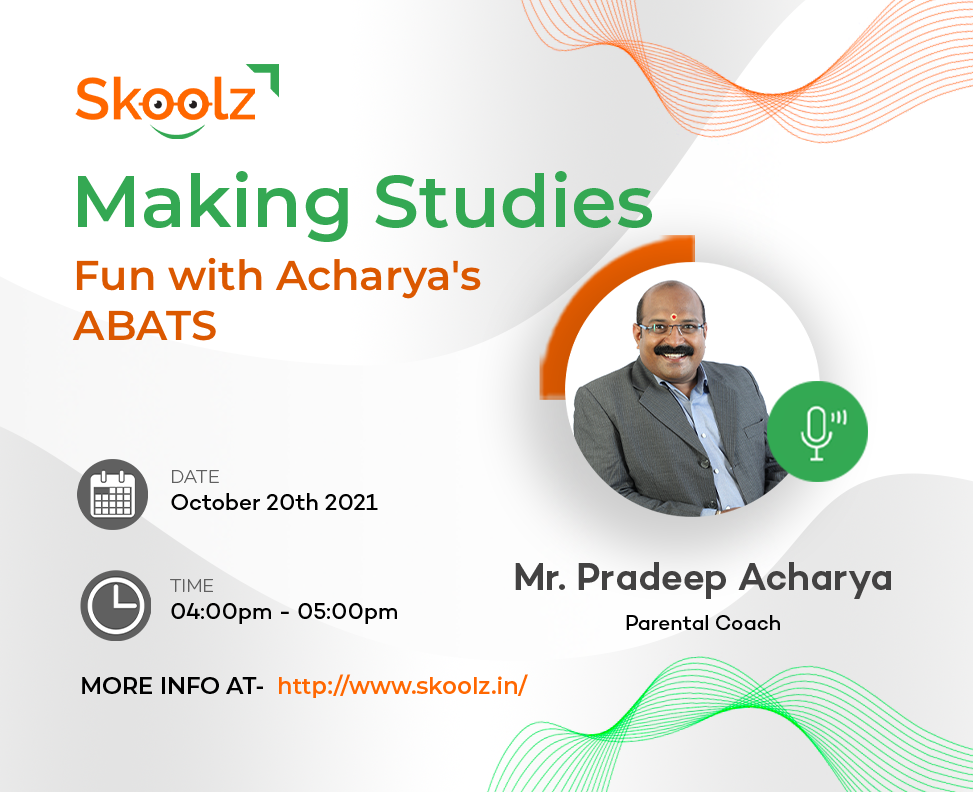 Skoolz
Making Studies
Fun with Acharya's
ABATS
DATE
October 20th 2021
TIME
04:00pm - 05:00pm
Mr. Pradeep Acharya
Parental Coach
MORE INFO AT- http://www.skoolz.in/